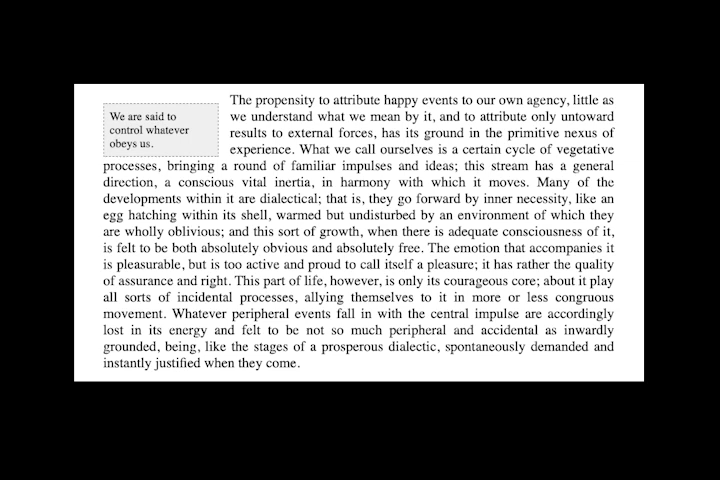 We are said to
control whatever
obeys us.
The propensity to attribute happy events to our own agency, little as
we understand what we mean by it, and to attribute only untoward
results to external forces, has its ground in the primitive nexus of
experience. What we call ourselves is a certain cycle of vegetative
processes, bringing a round of familiar impulses and ideas; this stream has a general
direction, a conscious vital inertia, in harmony with which it moves. Many of the
developments within it are dialectical; that is, they go forward by inner necessity, like an
egg hatching within its shell, warmed but undisturbed by an environment of which they
are wholly oblivious; and this sort of growth, when there is adequate consciousness of it,
is felt to be both absolutely obvious and absolutely free. The emotion that accompanies it
is pleasurable, but is too active and proud to call itself a pleasure; it has rather the quality
of assurance and right. This part of life, however, is only its courageous core; about it play
all sorts of incidental processes, allying themselves to it in more or less congruous
movement. Whatever peripheral events fall in with the central impulse are accordingly
lost in its energy and felt to be not so much peripheral and accidental as inwardly
grounded, being, like the stages of a prosperous dialectic, spontaneously demanded and
instantly justified when they come.